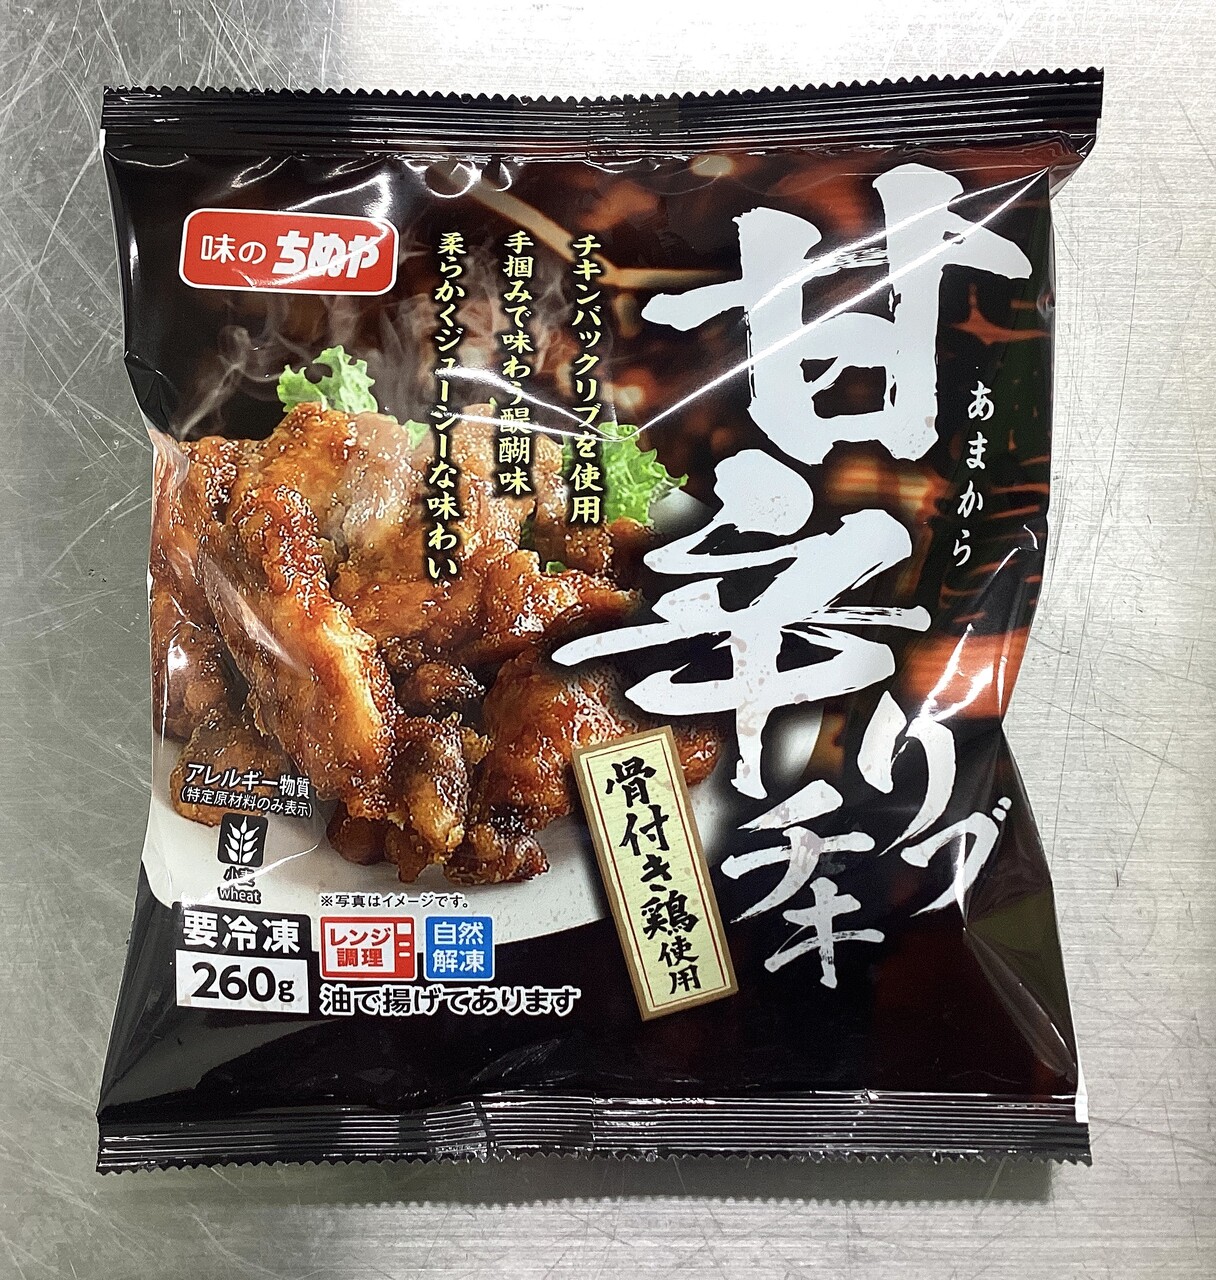 味の ちぬや
甘辛
あまから
リブ
チキ
チキンバックリブを使用
手掴みで味わう醍醐味
柔らかくジューシーな味わい
骨付き鶏使用
アレルギー物質
(特定原材料のみ表示)
小麦
wheat
※写真はイメージです。
要冷凍
260g
レンジ
調理
自然
解凍
油で揚げてあります